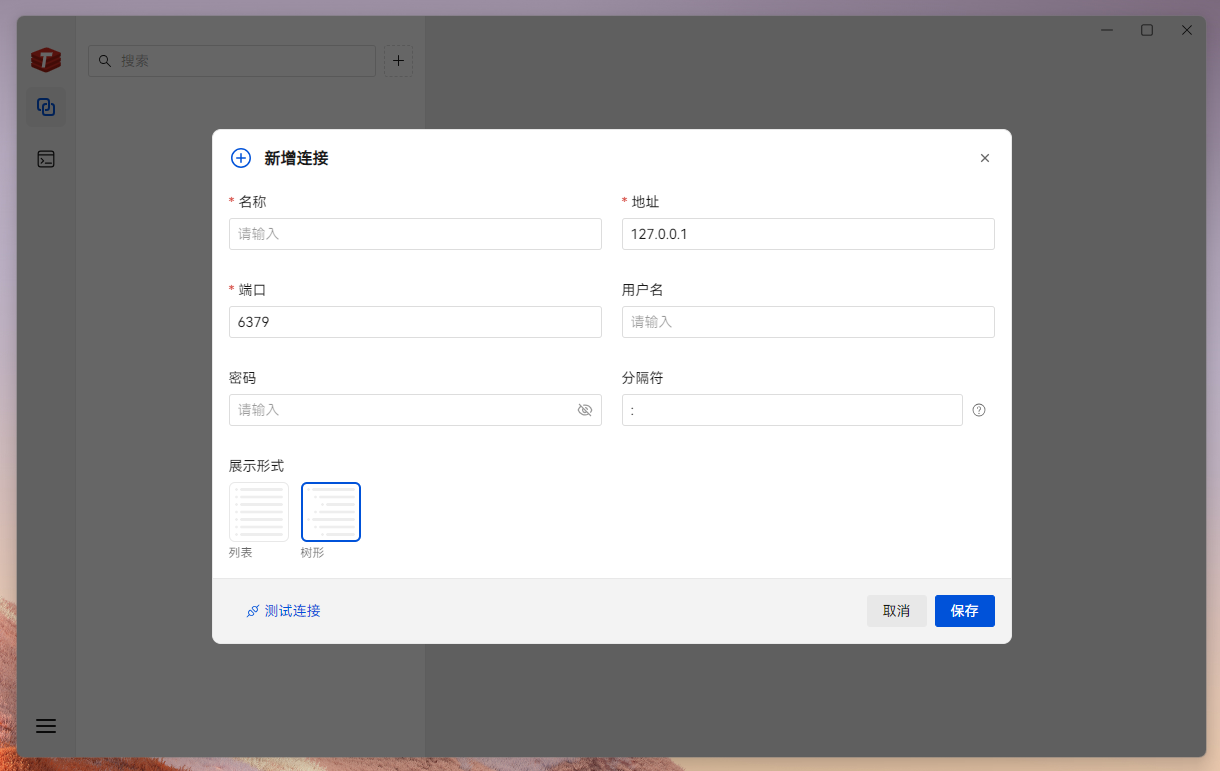 T
搜索
新增连接
* 名称
请输入
* 地址
127.0.0.1
* 端口
6379
用户名
请输入
密码
请输入
分隔符
:
展示形式
列表
树形
测试连接
取消
保存